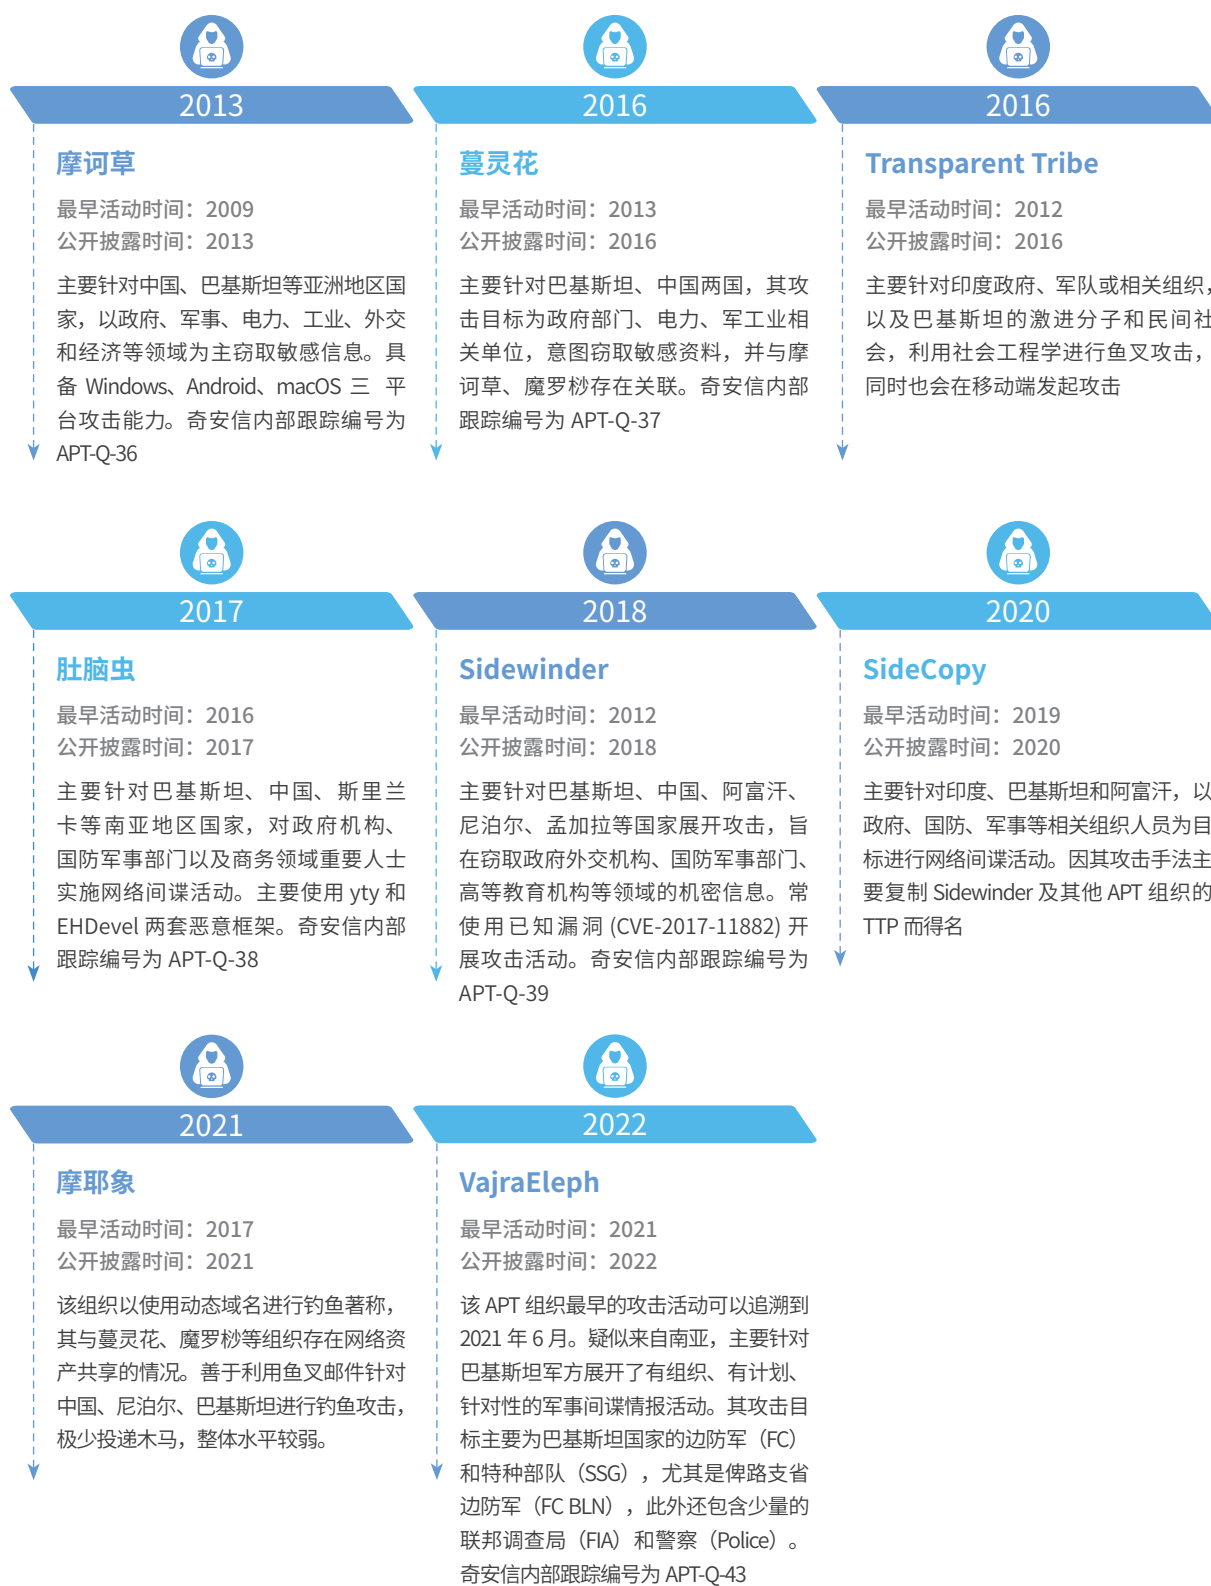 2013
摩诃草
最早活动时间：2009
公开披露时间：2013
主要针对中国、巴基斯坦等亚洲地区国
家，以政府、军事、电力、工业、外交
和经济等领域为主窃取敏感信息。具
备 Windows、Android、macOS 三 平
台攻击能力。奇安信内部跟踪编号为
APT-Q-36
2016
蔓灵花
最早活动时间：2013
公开披露时间：2016
主要针对巴基斯坦、中国两国，其攻
击目标为政府部门、电力、军工业相
关单位，意图窃取敏感资料，并与摩
诃草、魔罗桫存在关联。奇安信内部
跟踪编号为 APT-Q-37
2016
Transparent Tribe
最早活动时间：2012
公开披露时间：2016
主要针对印度政府、军队或相关组织，
以及巴基斯坦的激进分子和民间社
会，利用社会工程学进行鱼叉攻击，
同时也会在移动端发起攻击
2017
肚脑虫
最早活动时间：2016
公开披露时间：2017
主要针对巴基斯坦、中国、斯里兰
卡等南亚地区国家，对政府机构、
国防军事部门以及商务领域重要人士
实施网络间谍活动。主要使用 yty 和
EHDevel 两套恶意框架。奇安信内部
跟踪编号为 APT-Q-38
2018
Sidewinder
最早活动时间：2012
公开披露时间：2018
主要针对巴基斯坦、中国、阿富汗、
尼泊尔、孟加拉等国家展开攻击，旨
在窃取政府外交机构、国防军事部门、
高等教育机构等领域的机密信息。常
使用已知漏洞 (CVE-2017-11882) 开
展攻击活动。奇安信内部跟踪编号为
APT-Q-39
2020
SideCopy
最早活动时间：2019
公开披露时间：2020
主要针对印度、巴基斯坦和阿富汗，以
政府、国防、军事等相关组织人员为目
标进行网络间谍活动。因其攻击手法主
要复制 Sidewinder 及其他 APT 组织的
TTP 而得名
2021
摩耶象
最早活动时间：2017
公开披露时间：2021
该组织以使用动态域名进行钓鱼著称，
其与蔓灵花、魔罗桫等组织存在网络资
产共享的情况。善于利用鱼叉邮件针对
中国、尼泊尔、巴基斯坦进行钓鱼攻击，
极少投递木马，整体水平较弱。
2022
VajraEleph
最早活动时间：2021
公开披露时间：2022
该 APT 组织最早的攻击活动可以追溯到
2021 年 6 月。疑似来自南亚，主要针对
巴基斯坦军方展开了有组织、有计划、
针对性的军事间谍情报活动。其攻击目
标主要为巴基斯坦国家的边防军（FC）
和特种部队（SSG），尤其是俾路支省
边防军（FC BLN），此外还包含少量的
联邦调查局（FIA）和警察（Police）。
奇安信内部跟踪编号为 APT-Q-43